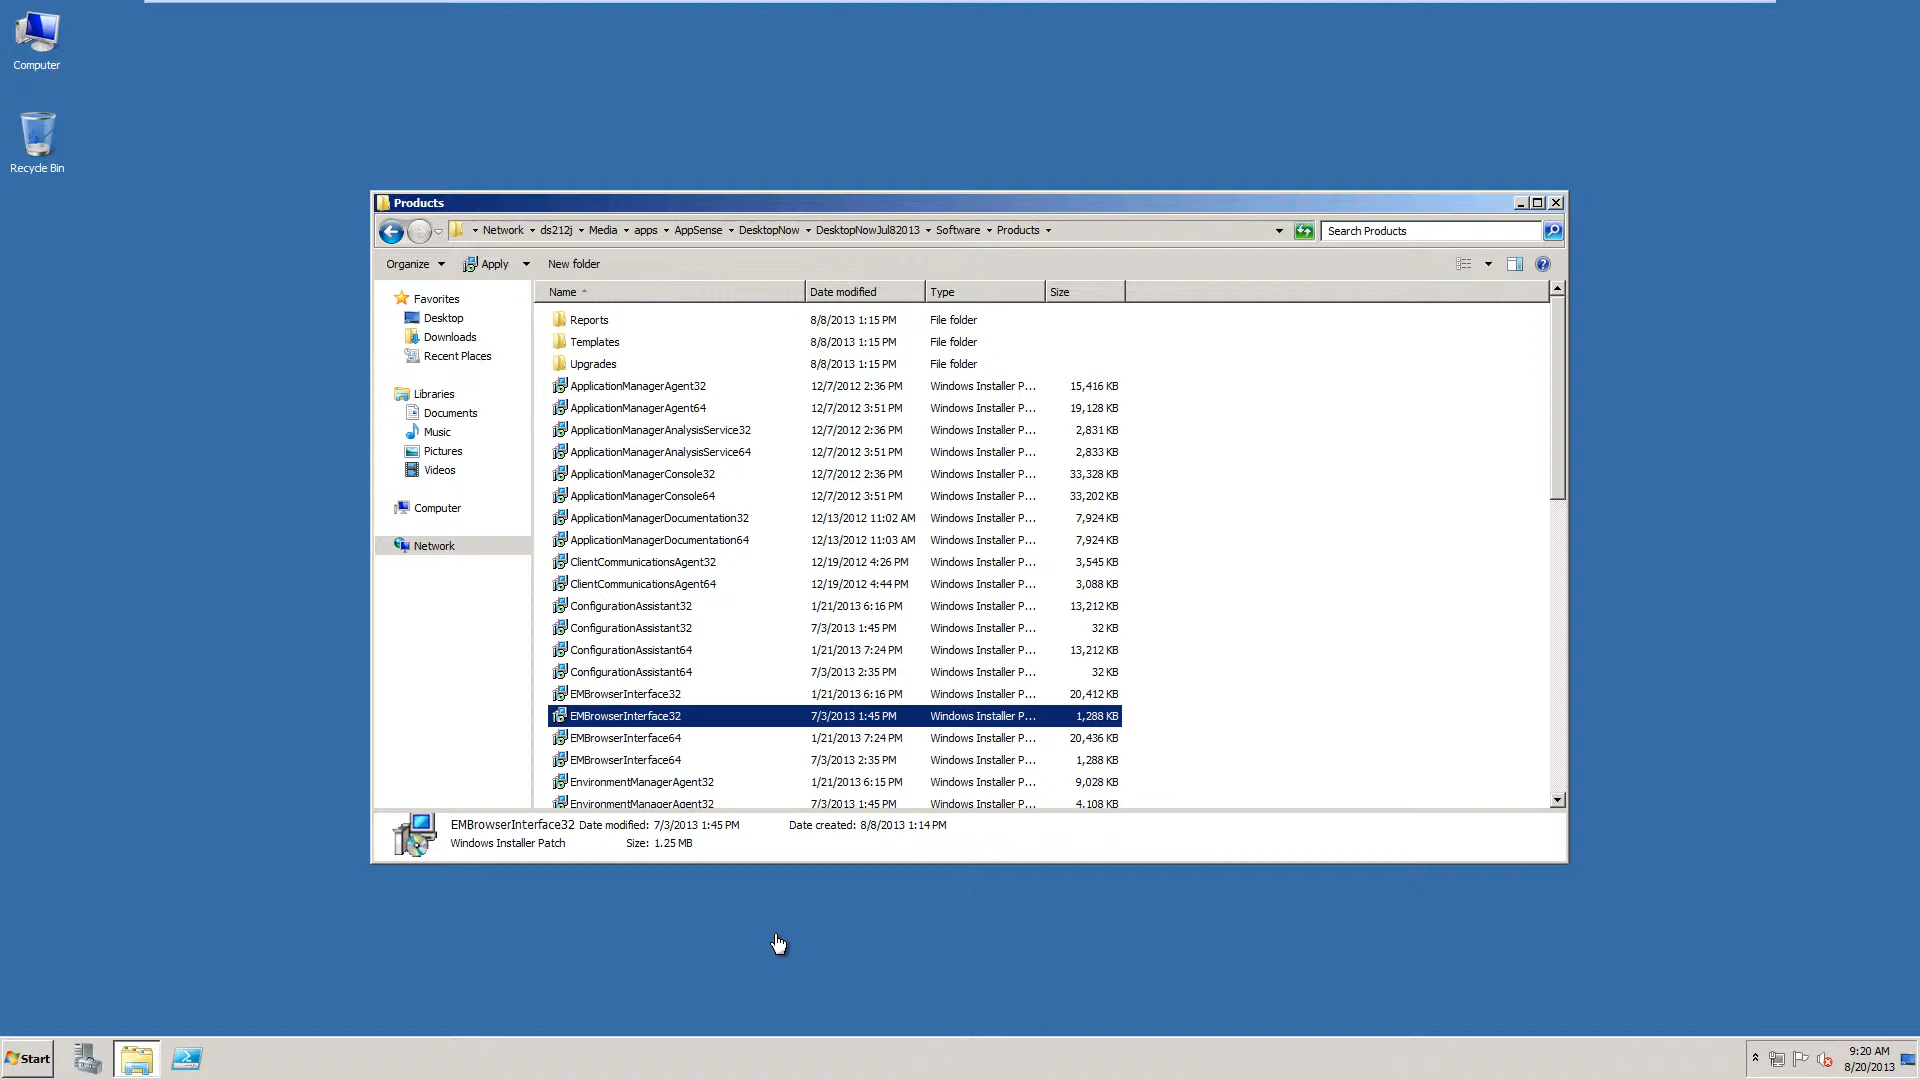 Computer
Recycle Bin
Products
Network ds212j Media apps AppSense DesktopNow DesktopNowJul82013 Software Products
Search Products
Organize Apply New folder
Name Date modified Type Size
Favorites
Desktop
Downloads
Recent Places
Libraries
Documents
Music
Pictures
Videos
Computer
Network
Reports 8/8/2013 1:15 PM File folder
Templates 8/8/2013 1:15 PM File folder
Upgrades 8/8/2013 1:15 PM File folder
ApplicationManagerAgent32 12/7/2012 2:36 PM Windows Installer P... 15,416 KB
ApplicationManagerAgent64 12/7/2012 3:51 PM Windows Installer P... 19,128 KB
ApplicationManagerAnalysisService32 12/7/2012 2:36 PM Windows Installer P... 2,831 KB
ApplicationManagerAnalysisService64 12/7/2012 3:51 PM Windows Installer P... 2,833 KB
ApplicationManagerConsole32 12/7/2012 2:36 PM Windows Installer P... 33,328 KB
ApplicationManagerConsole64 12/7/2012 3:51 PM Windows Installer P... 33,202 KB
ApplicationManagerDocumentation32 12/13/2012 11:02 AM Windows Installer P... 7,924 KB
ApplicationManagerDocumentation64 12/13/2012 11:03 AM Windows Installer P... 7,924 KB
ClientCommunicationsAgent32 12/19/2012 4:26 PM Windows Installer P... 3,545 KB
ClientCommunicationsAgent64 12/19/2012 4:44 PM Windows Installer P... 3,088 KB
ConfigurationAssistant32 1/21/2013 6:16 PM Windows Installer P... 13,212 KB
ConfigurationAssistant32 7/3/2013 1:45 PM Windows Installer P... 32 KB
ConfigurationAssistant64 1/21/2013 7:24 PM Windows Installer P... 13,212 KB
ConfigurationAssistant64 7/3/2013 2:35 PM Windows Installer P... 32 KB
EMBrowserInterface32 1/21/2013 6:16 PM Windows Installer P... 20,412 KB
EMBrowserInterface32 7/3/2013 1:45 PM Windows Installer P... 1,288 KB
EMBrowserInterface64 1/21/2013 7:24 PM Windows Installer P... 20,436 KB
EMBrowserInterface64 7/3/2013 2:35 PM Windows Installer P... 1,288 KB
EnvironmentManagerAgent32 1/21/2013 6:15 PM Windows Installer P... 9,028 KB
EnvironmentManagerAgent32 7/3/2013 1:45 PM Windows Installer P... 4,108 KB
EMBrowserInterface32 Date modified: 7/3/2013 1:45 PM Date created: 8/8/2013 1:14 PM
Windows Installer Patch Size: 1.25 MB
Start
9:20 AM
8/20/2013